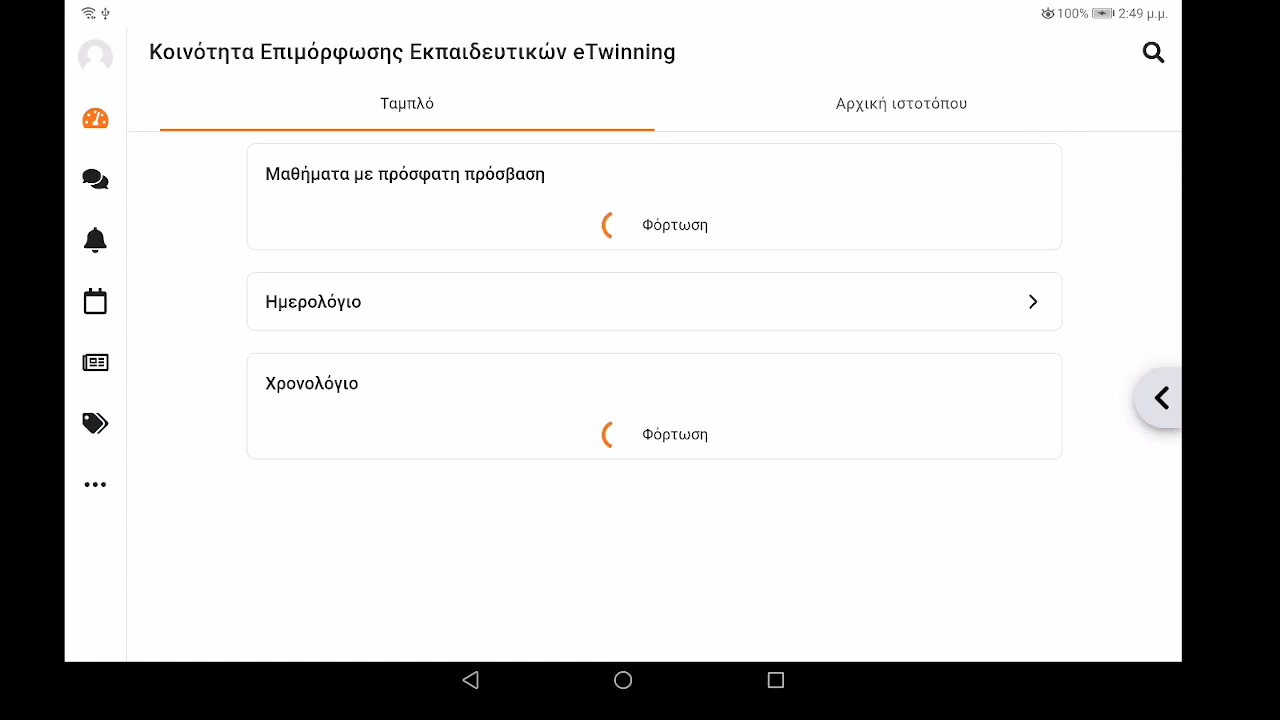 100% 2:49 μ.μ.
Κοινότητα Επιμόρφωσης Εκπαιδευτικών eTwinning
Ταμπλό
Αρχική ιστοτόπου
Μαθήματα με πρόσφατη πρόσβαση
Φόρτωση
Ημερολόγιο
Χρονολόγιο
Φόρτωση